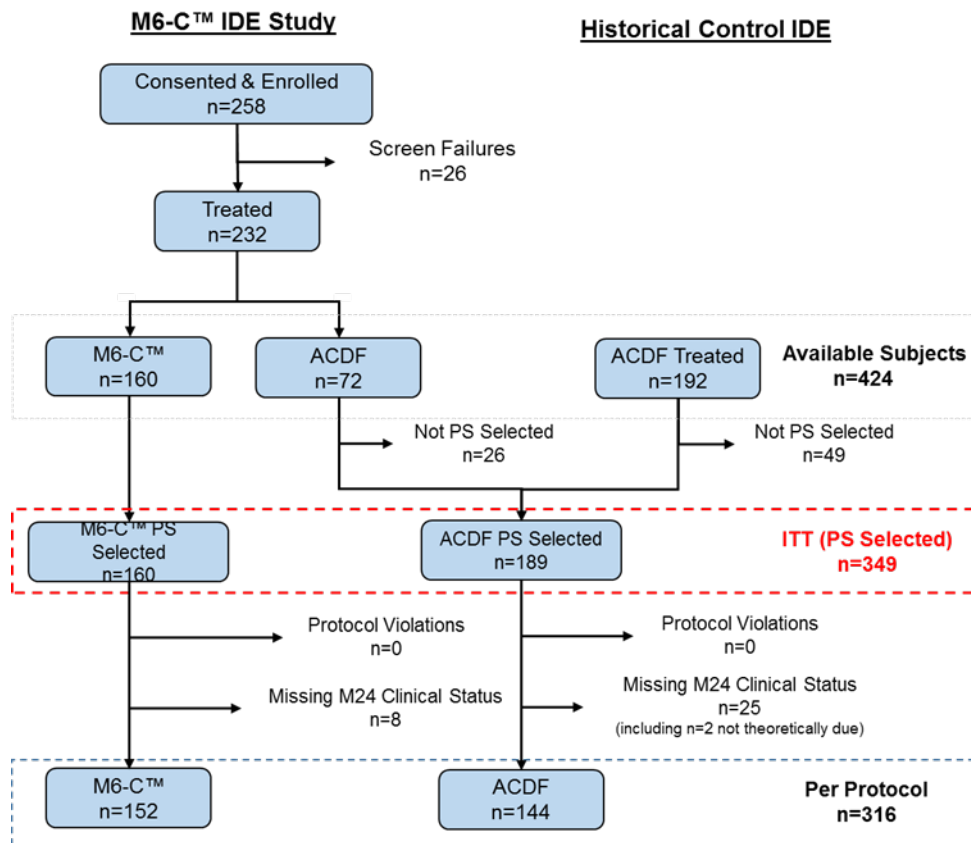 M6-C™ IDE Study
Historical Control IDE
Consented & Enrolled
n=258
Screen Failures
n=26
Treated
n=232
M6-C™
n=160
ACDF
n=72
ACDF Treated
n=192
Available Subjects
n=424
Not PS Selected
n=26
Not PS Selected
n=49
M6-C™ PS
Selected
n=160
ACDF PS Selected
n=189
ITT (PS Selected)
n=349
Protocol Violations
n=0
Protocol Violations
n=0
Missing M24 Clinical Status
n=8
Missing M24 Clinical Status
n=25
(including n=2 not theoretically due)
M6-C™
n=152
ACDF
n=144
Per Protocol
n=316